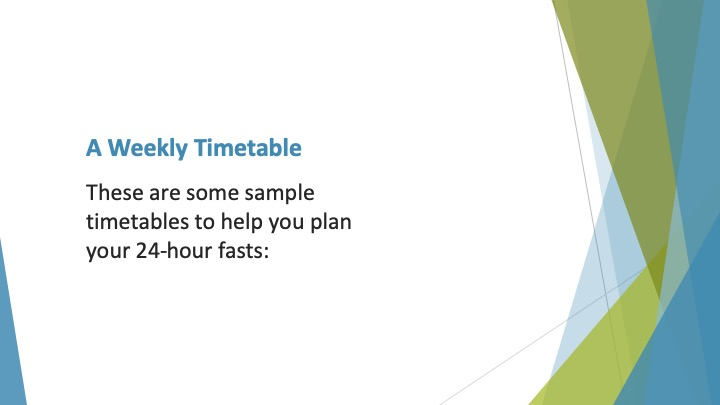 A Weekly Timetable
These are some sample
timetables to help you plan
your 24-hour fasts: